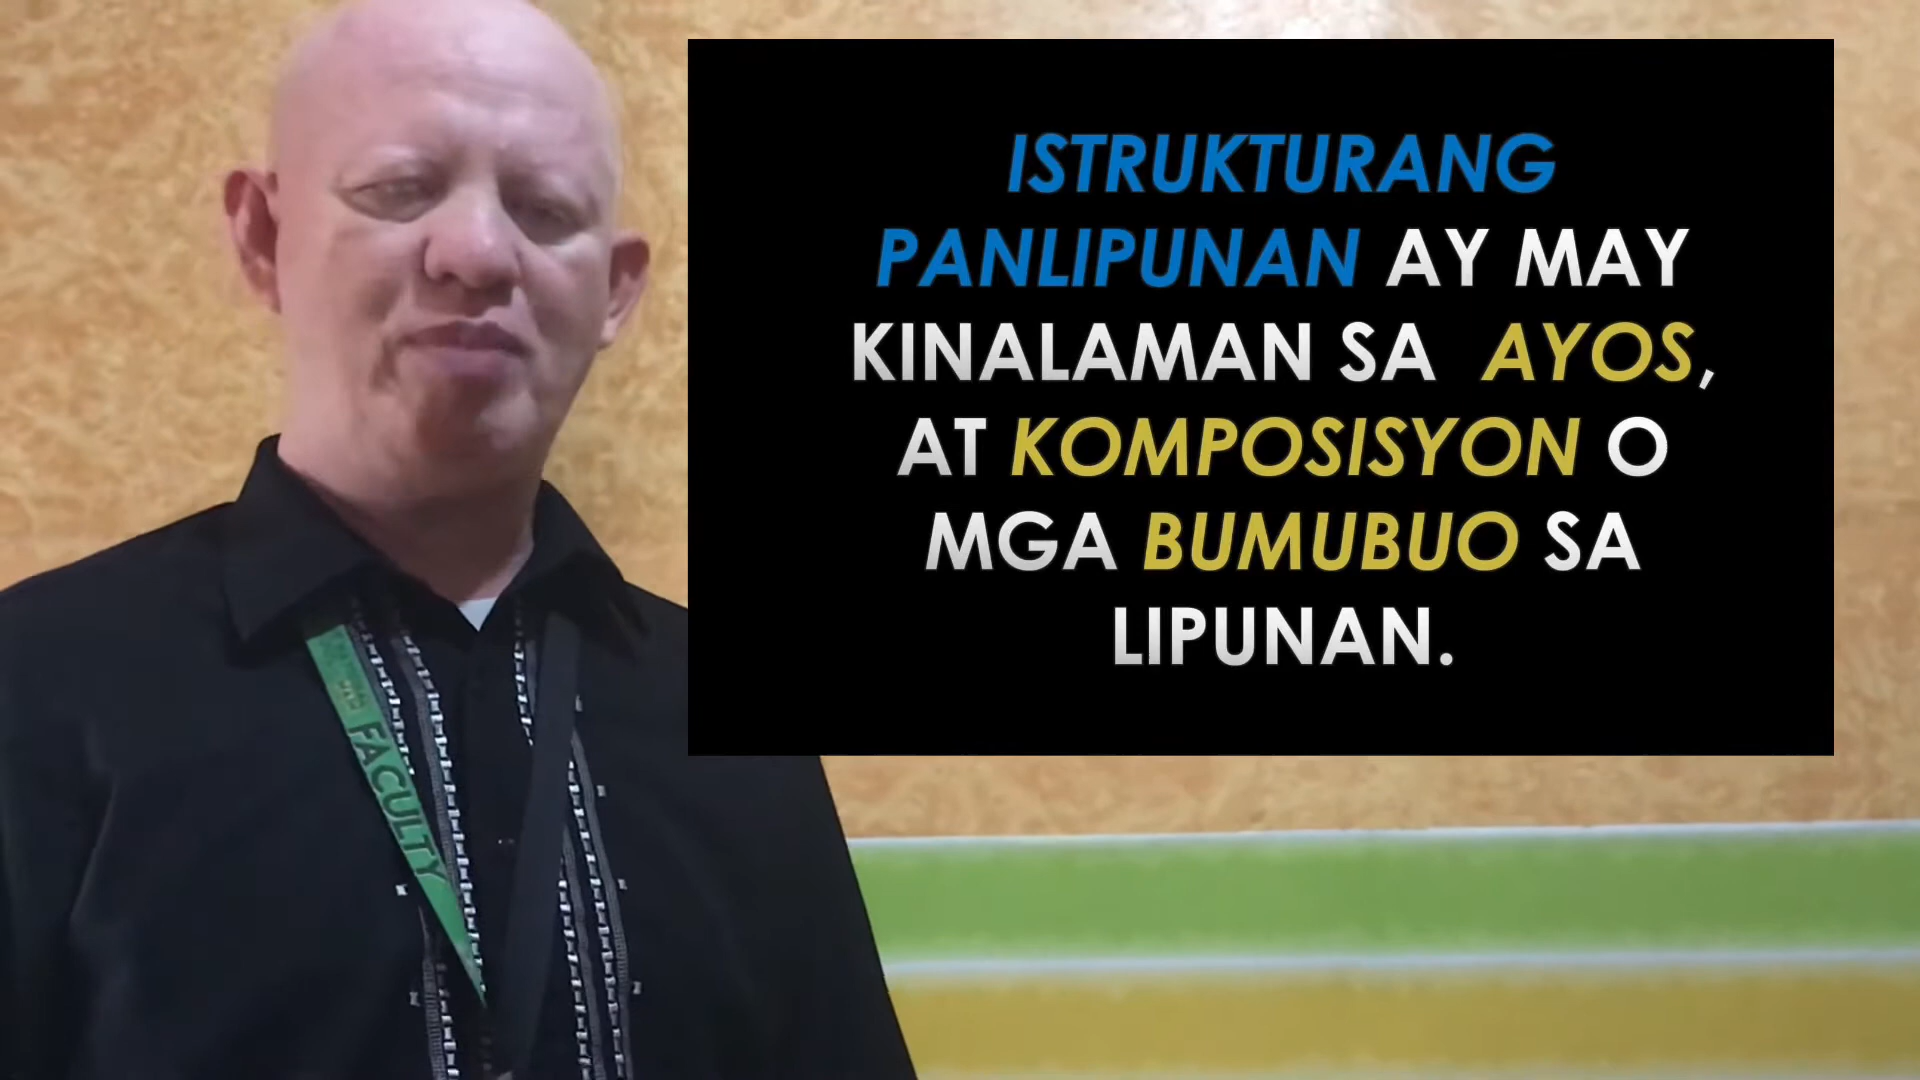 ISTRUKTURANG
PANLIPUNAN AY MAY
KINALAMAN SA AYOS,
AT KOMPOSISYON O
MGA BUMUBUO SA
LIPUNAN.
FACULTY